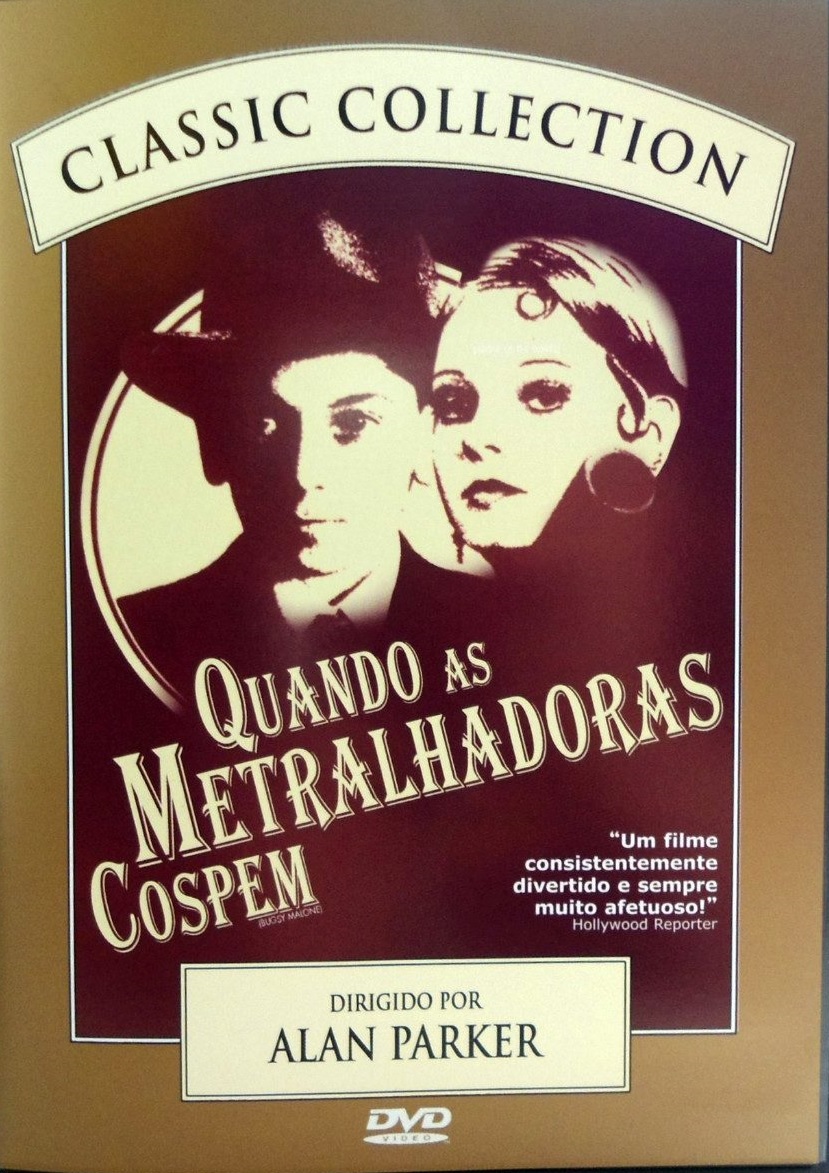 CLASSIC COLLECTION
QUANDO AS
METRALHADORAS
COSPEM
(BUGSY MALONE)
“Um filme
consistentemente
divertido e sempre
muito afetuoso!”
Hollywood Reporter
DIRIGIDO POR
ALAN PARKER
DVD
VIDEO